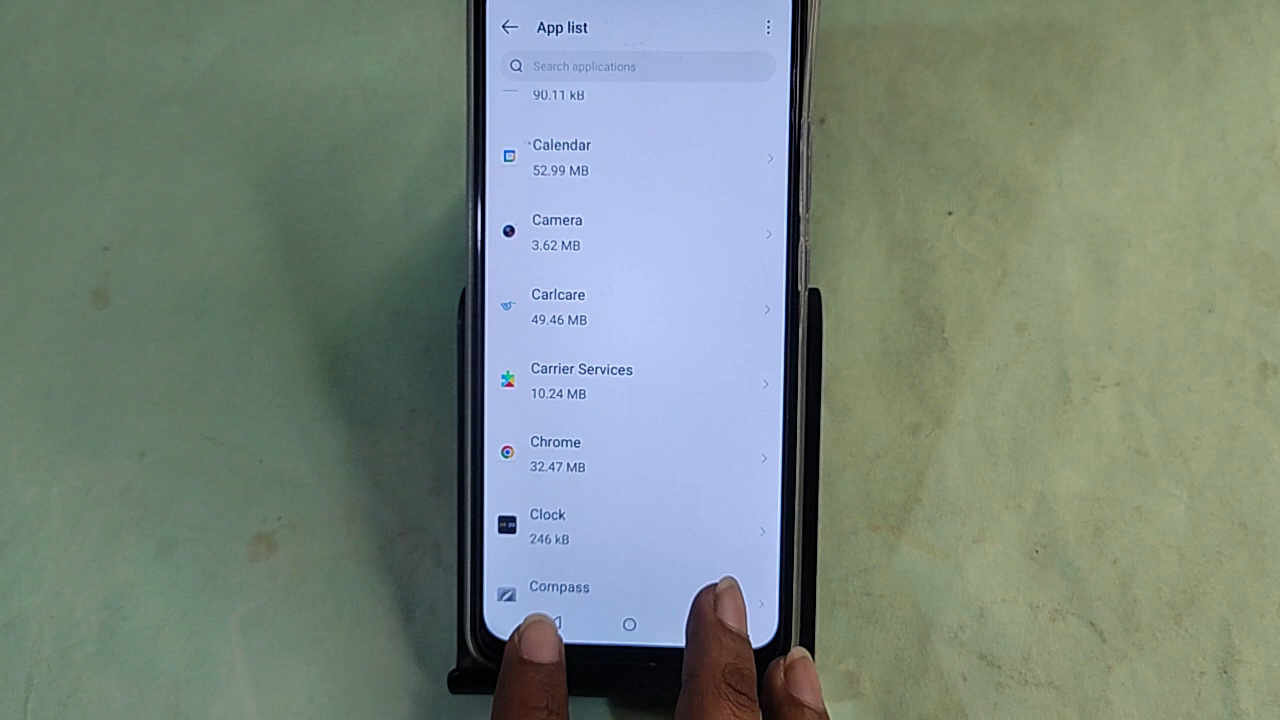 App list
Search applications
90.11 kB
Calendar
52.99 MB
Camera
3.62 MB
Carlcare
49.46 MB
Carrier Services
10.24 MB
Chrome
32.47 MB
Clock
246 kB
Compass